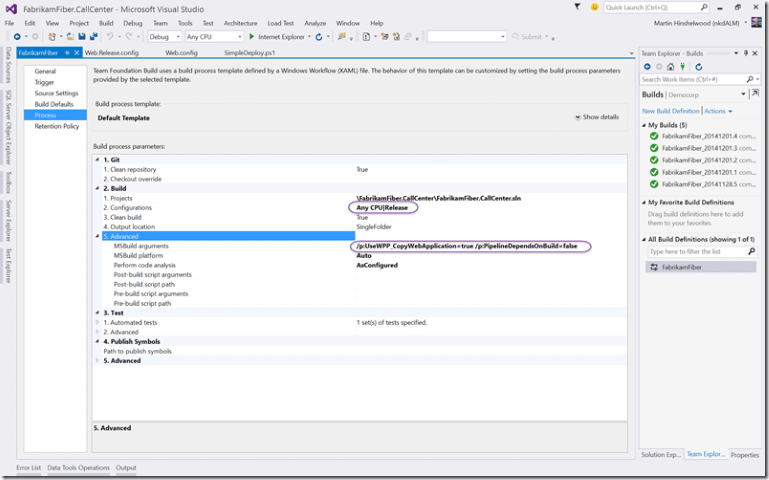 FabrikamFiber.CallCenter - Microsoft Visual Studio
Quick Launch (Ctrl+Q)
File Edit View Project Build Debug Team Tools Test Architecture Load Test Analyze Window Help
Martin Hinshelwood (nkdALM)
Debug Any CPU Internet Explorer Submit
FabrikamFiber Web.Release.config Web.config SimpleDeploy.ps1
Data Sources
SQL Server Object Explorer
Toolbox
Server Explorer
Test Explorer
General
Trigger
Source Settings
Build Defaults
Process
Retention Policy
Team Foundation Build uses a build process template defined by a Windows Workflow (XAML) file. The behavior of this template can be customized by setting the build process parameters
provided by the selected template.
Build process template:
Default Template
Show details
Build process parameters:
1. Git
1. Clean repository True
2. Checkout override
2. Build
1. Projects \FabrikamFiber.CallCenter\FabrikamFiber.CallCenter.sln
2. Configurations Any CPU|Release
3. Clean build True
4. Output location SingleFolder
5. Advanced
MSBuild arguments /p:UseWPP_CopyWebApplication=true /p:PipelineDependsOnBuild=false
MSBuild platform Auto
Perform code analysis AsConfigured
Post-build script arguments
Post-build script path
Pre-build script arguments
Pre-build script path
3. Test
1. Automated tests 1 set(s) of tests specified.
2. Advanced
4. Publish Symbols
Path to publish symbols
5. Advanced
5. Advanced
Team Explorer - Builds
Search Work Items (Ctrl+#)
Builds | Democorp
New Build Definition | Actions
My Builds (5)
FabrikamFiber_20141201.4 com...
FabrikamFiber_20141201.3 com...
FabrikamFiber_20141201.2 com...
FabrikamFiber_20141201.1 com...
FabrikamFiber_20141128.5 com...
My Favorite Build Definitions
Drag build definitions here to add
them to your favorites.
All Build Definitions (showing 1 of 1)
Type here to filter the list
FabrikamFiber
Solution Exp... Team Explor... Properties
Error List Data Tools Operations Output